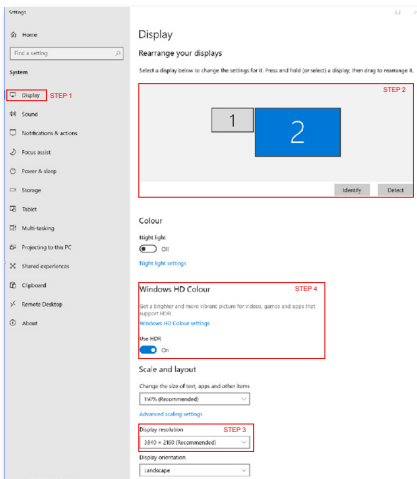 Settings
Home
Find a setting
System
Display
STEP 1
Sound
Notifications & actions
Focus assist
Power & sleep
Storage
Tablet
Multi-tasking
Projecting to this PC
Shared experiences
Clipboard
Remote Desktop
About
Display
Rearrange your displays
Select a display below to change the settings for it. Press and hold (or select) a display, then drag to rearrange it.
STEP 2
1
2
Identify
Detect
Colour
Night light
Off
Night light settings
Windows HD Colour
STEP 4
Get a brighter and more vibrant picture for videos, games and apps that
support HDR.
Windows HD Colour settings
Use HDR
On
Scale and layout
Change the size of text, apps and other items
150% (Recommended)
Advanced scaling settings
Display resolution
STEP 3
3840 × 2160 (Recommended)
Display orientation
Landscape